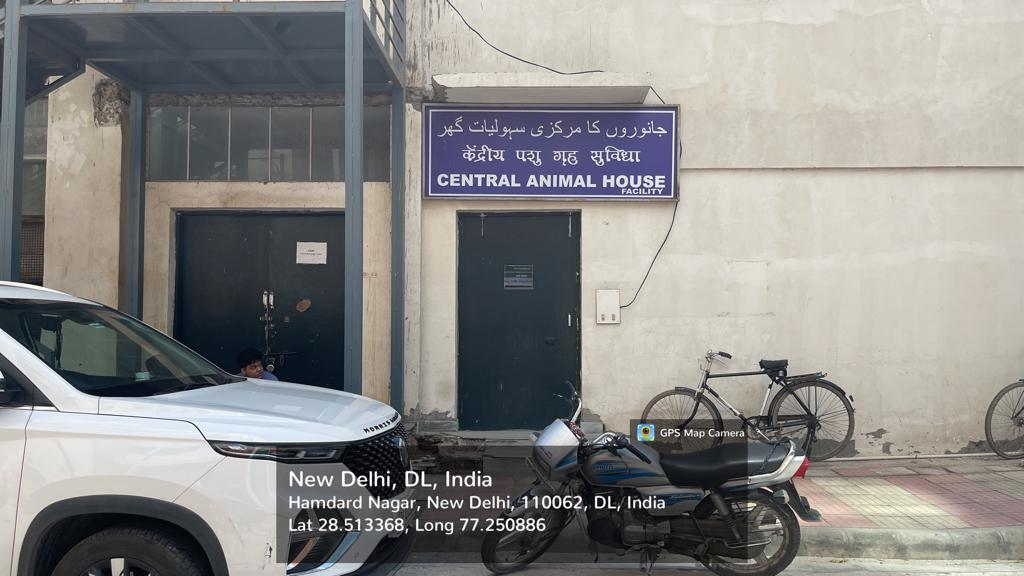 جانوروں کا مرکزی سہولیات گھر
केंद्रीय पशु गृह सुविधा
CENTRAL ANIMAL HOUSE
FACILITY
MORRIS
GPS Map Camera
New Delhi, DL, India
Hamdard Nagar, New Delhi, 110062, DL, India
Lat 28.513368, Long 77.250886